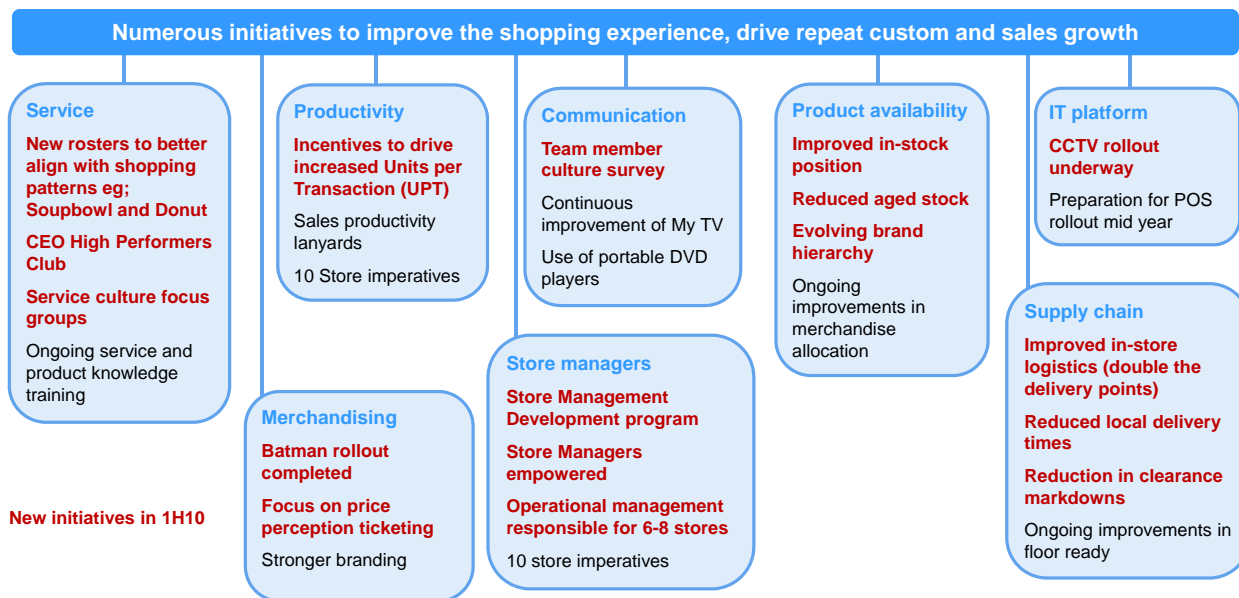 Numerous initiatives to improve the shopping experience, drive repeat custom and sales growth
Service
New rosters to better
align with shopping
patterns eg;
Soupbowl and Donut
CEO High Performers
Club
Service culture focus
groups
Ongoing service and
product knowledge
training
Productivity
Incentives to drive
increased Units per
Transaction (UPT)
Sales productivity
lanyards
10 Store imperatives
Communication
Team member
culture survey
Continuous
improvement of My TV
Use of portable DVD
players
Product availability
Improved in-stock
position
Reduced aged stock
Evolving brand
hierarchy
Ongoing
improvements in
merchandise
allocation
IT platform
CCTV rollout
underway
Preparation for POS
rollout mid year
Merchandising
Batman rollout
completed
Focus on price
perception ticketing
Stronger branding
Store managers
Store Management
Development program
Store Managers
empowered
Operational management
responsible for 6-8 stores
10 store imperatives
Supply chain
Improved in-store
logistics (double the
delivery points)
Reduced local delivery
times
Reduction in clearance
markdowns
Ongoing improvements in
floor ready
New initiatives in 1H10